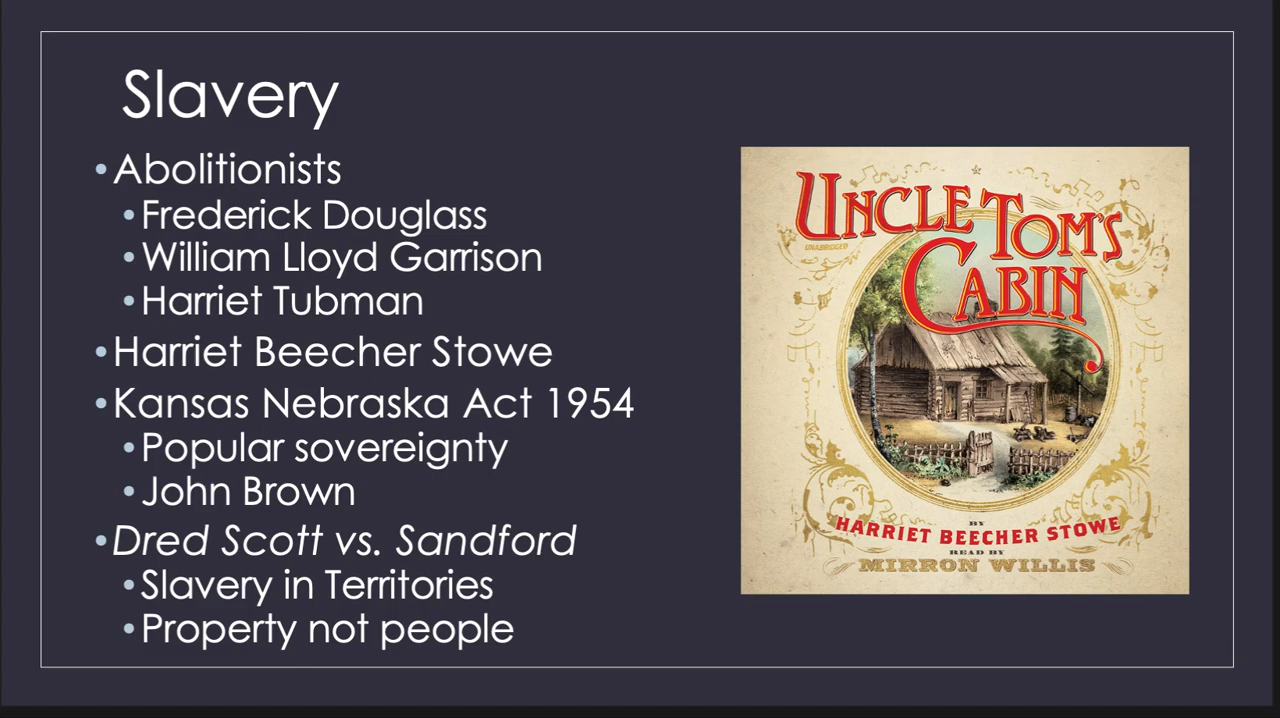 Slavery
•Abolitionists
•Frederick Douglass
•William Lloyd Garrison
•Harriet Tubman
•Harriet Beecher Stowe
•Kansas Nebraska Act 1954
•Popular sovereignty
•John Brown
•Dred Scott vs. Sandford
•Slavery in Territories
•Property not people
UNCLE TOM'S
UNABRIDGED
CABIN
BY
HARRIET BEECHER STOWE
READ BY
MIRRON WILLIS